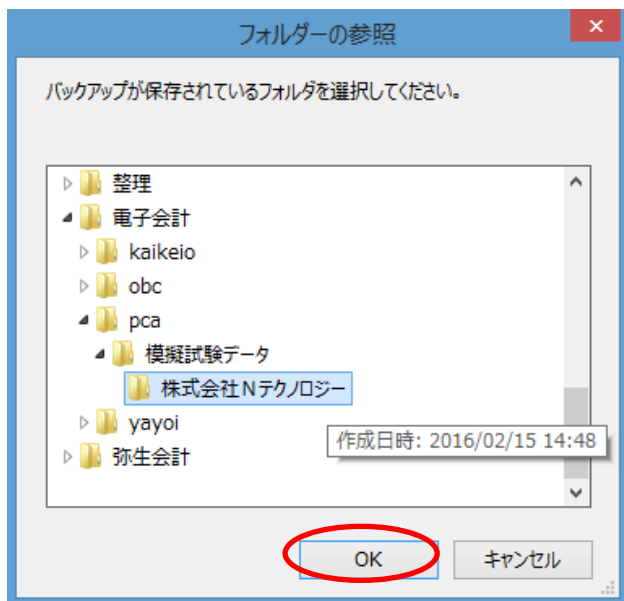 フォルダーの参照
バックアップが保存されているフォルダを選択してください。
整理
電子会計
kaikeio
obc
pca
模擬試験データ
株式会社Nテクノロジー
yayoi
作成日時: 2016/02/15 14:48
弥生会計
OK
キャンセル